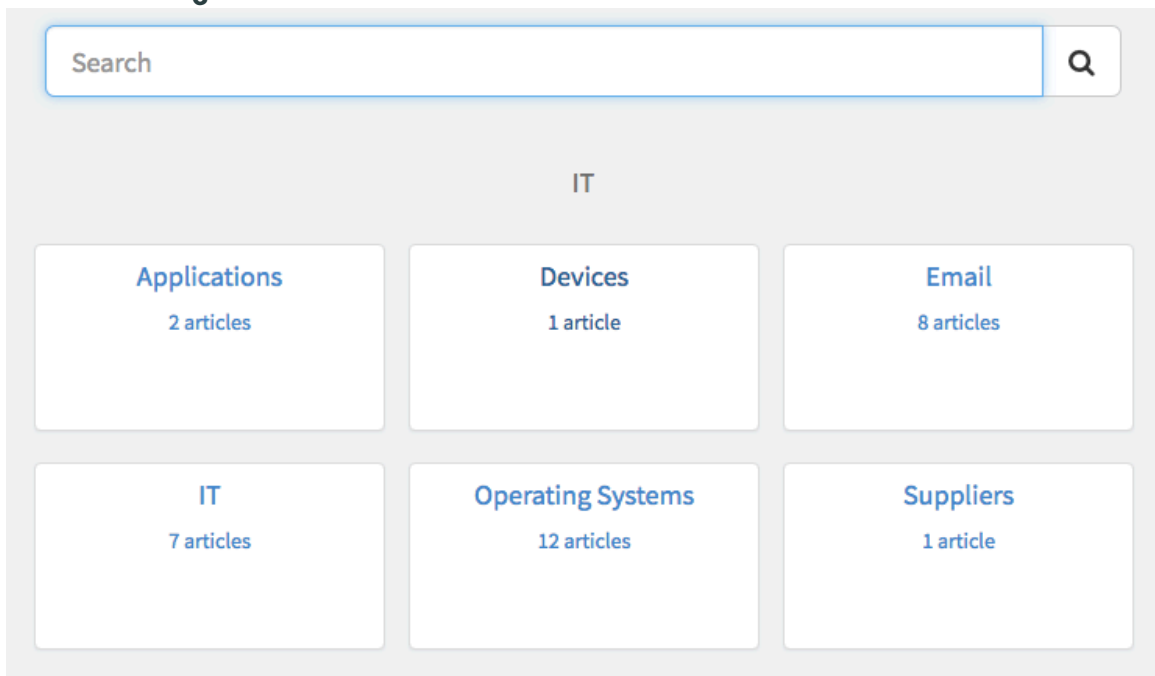 Search
IT
Applications
2 articles
Devices
1 article
Email
8 articles
IT
7 articles
Operating Systems
12 articles
Suppliers
1 article